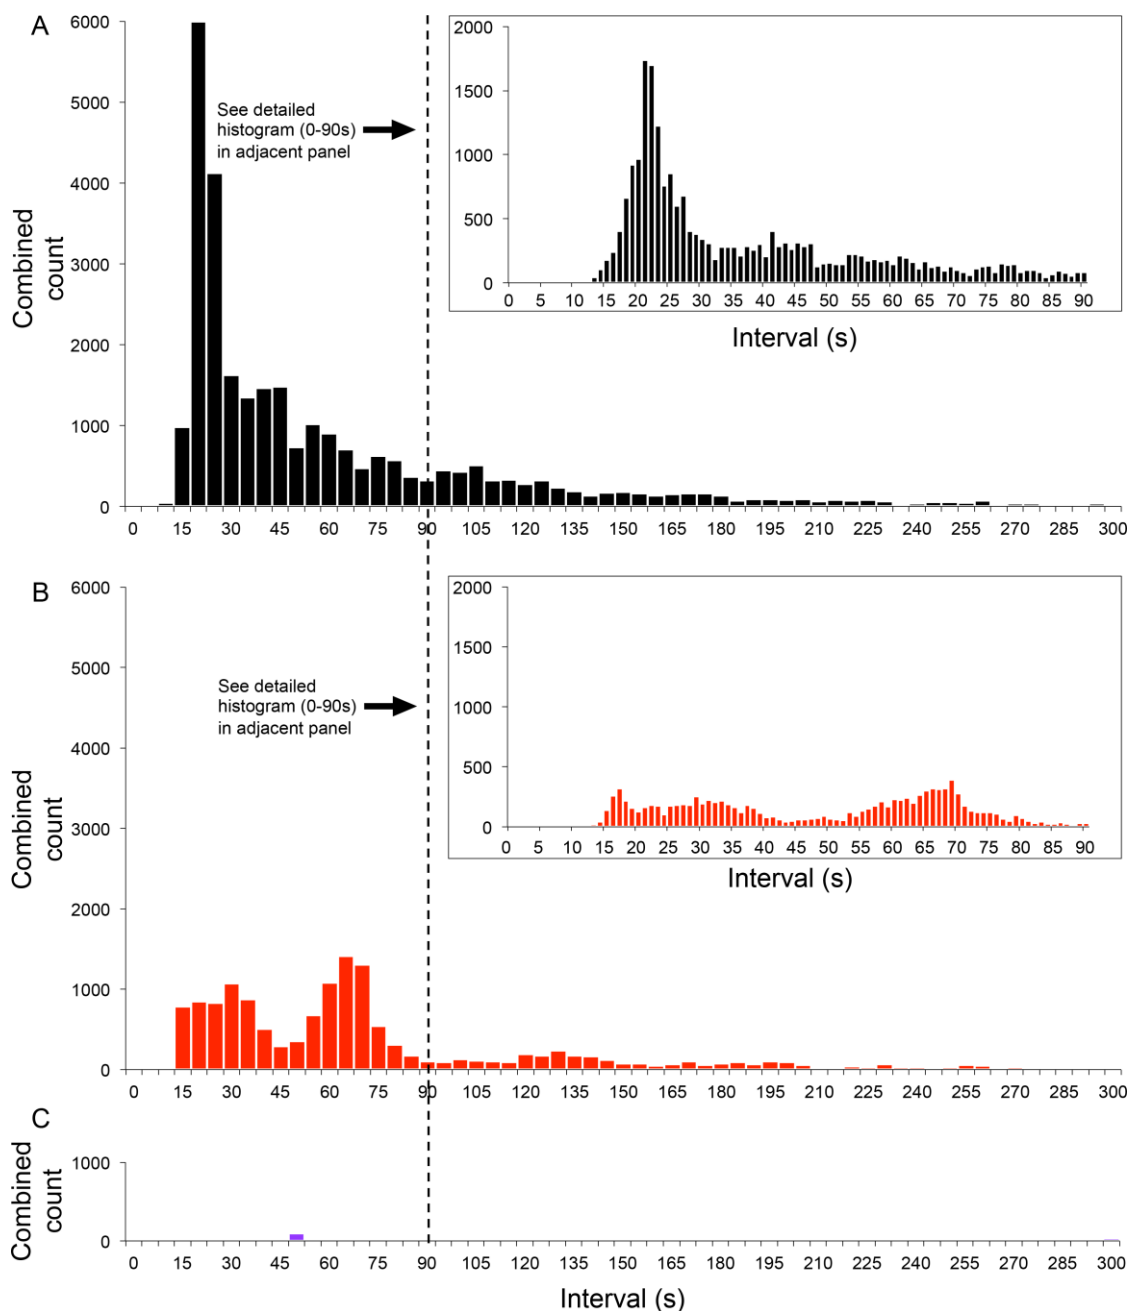 A
6000
5000
4000
3000
2000
1000
0
Combined
count
See detailed
histogram (0-90s)
in adjacent panel
2000
1500
1000
500
0
0 5 10 15 20 25 30 35 40 45 50 55 60 65 70 75 80 85 90
Interval (s)
0 15 30 45 60 75 90 105 120 135 150 165 180 195 210 225 240 255 270 285 300
B
6000
5000
4000
3000
2000
1000
0
Combined
count
See detailed
histogram (0-90s)
in adjacent panel
2000
1500
1000
500
0
0 5 10 15 20 25 30 35 40 45 50 55 60 65 70 75 80 85 90
Interval (s)
0 15 30 45 60 75 90 105 120 135 150 165 180 195 210 225 240 255 270 285 300
C
1000
0
Combined
count
0 15 30 45 60 75 90 105 120 135 150 165 180 195 210 225 240 255 270 285 300
Interval (s)